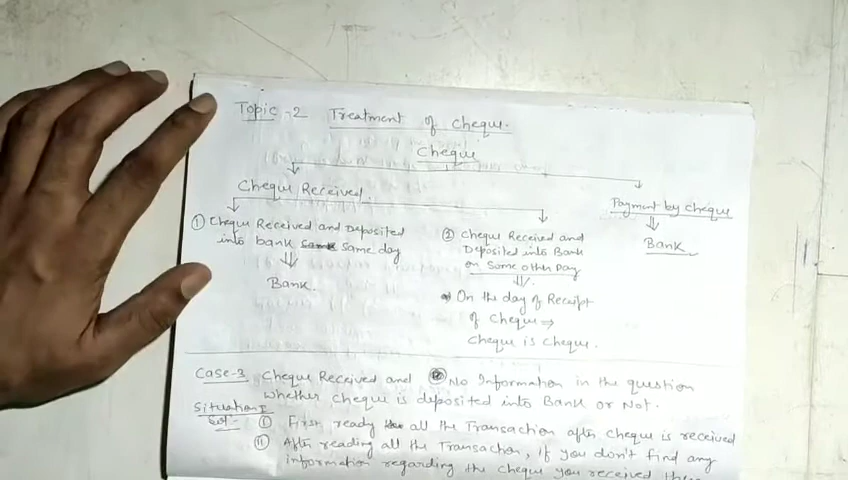 Topic-2 Treatment of Cheque.
Cheque
Cheque Received.
Payment by Cheque
Bank
① Cheque Received and Deposited
into bank same day
Bank.
② Cheque Received and
Deposited into Bank
on Some other Day
On the day of Receipt
of Cheque ⇒
Cheque is Cheque.
Case-3 Cheque Received and No Information in the question
whether cheque is deposited into Bank or Not.
Situation I
Sol:- ① First ready all the Transaction after cheque is received
⑪ After reading all the Transaction, if you don't find any
information regarding the cheque you received